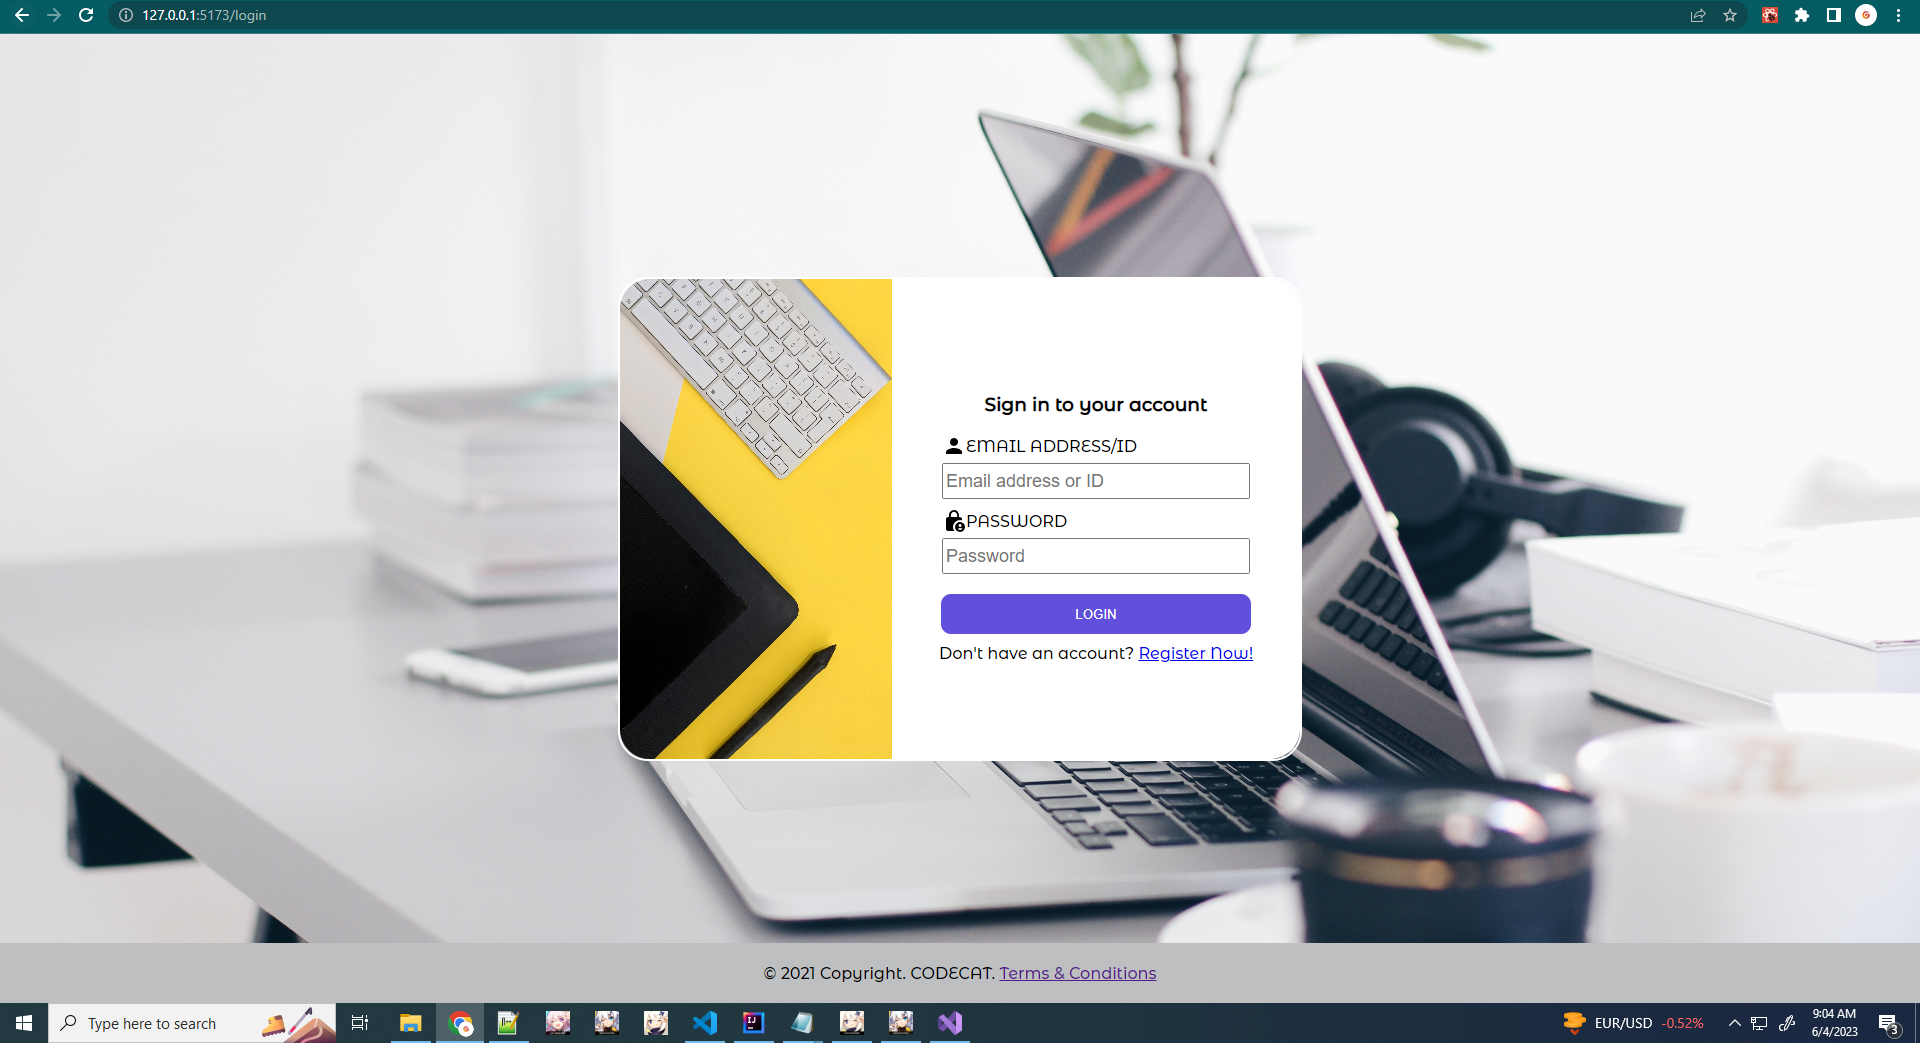 127.0.0.1:5173/login
Sign in to your account
EMAIL ADDRESS/ID
Email address or ID
PASSWORD
Password
LOGIN
Don't have an account? Register Now!
© 2021 Copyright. CODECAT. Terms & Conditions
Type here to search
EUR/USD -0.52%
9:04 AM
6/4/2023
3